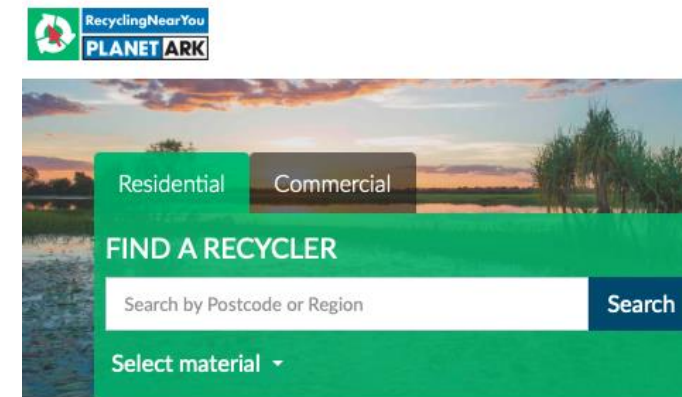 RecyclingNearYou
PLANET ARK
Residential Commercial
FIND A RECYCLER
Search by Postcode or Region Search
Select material